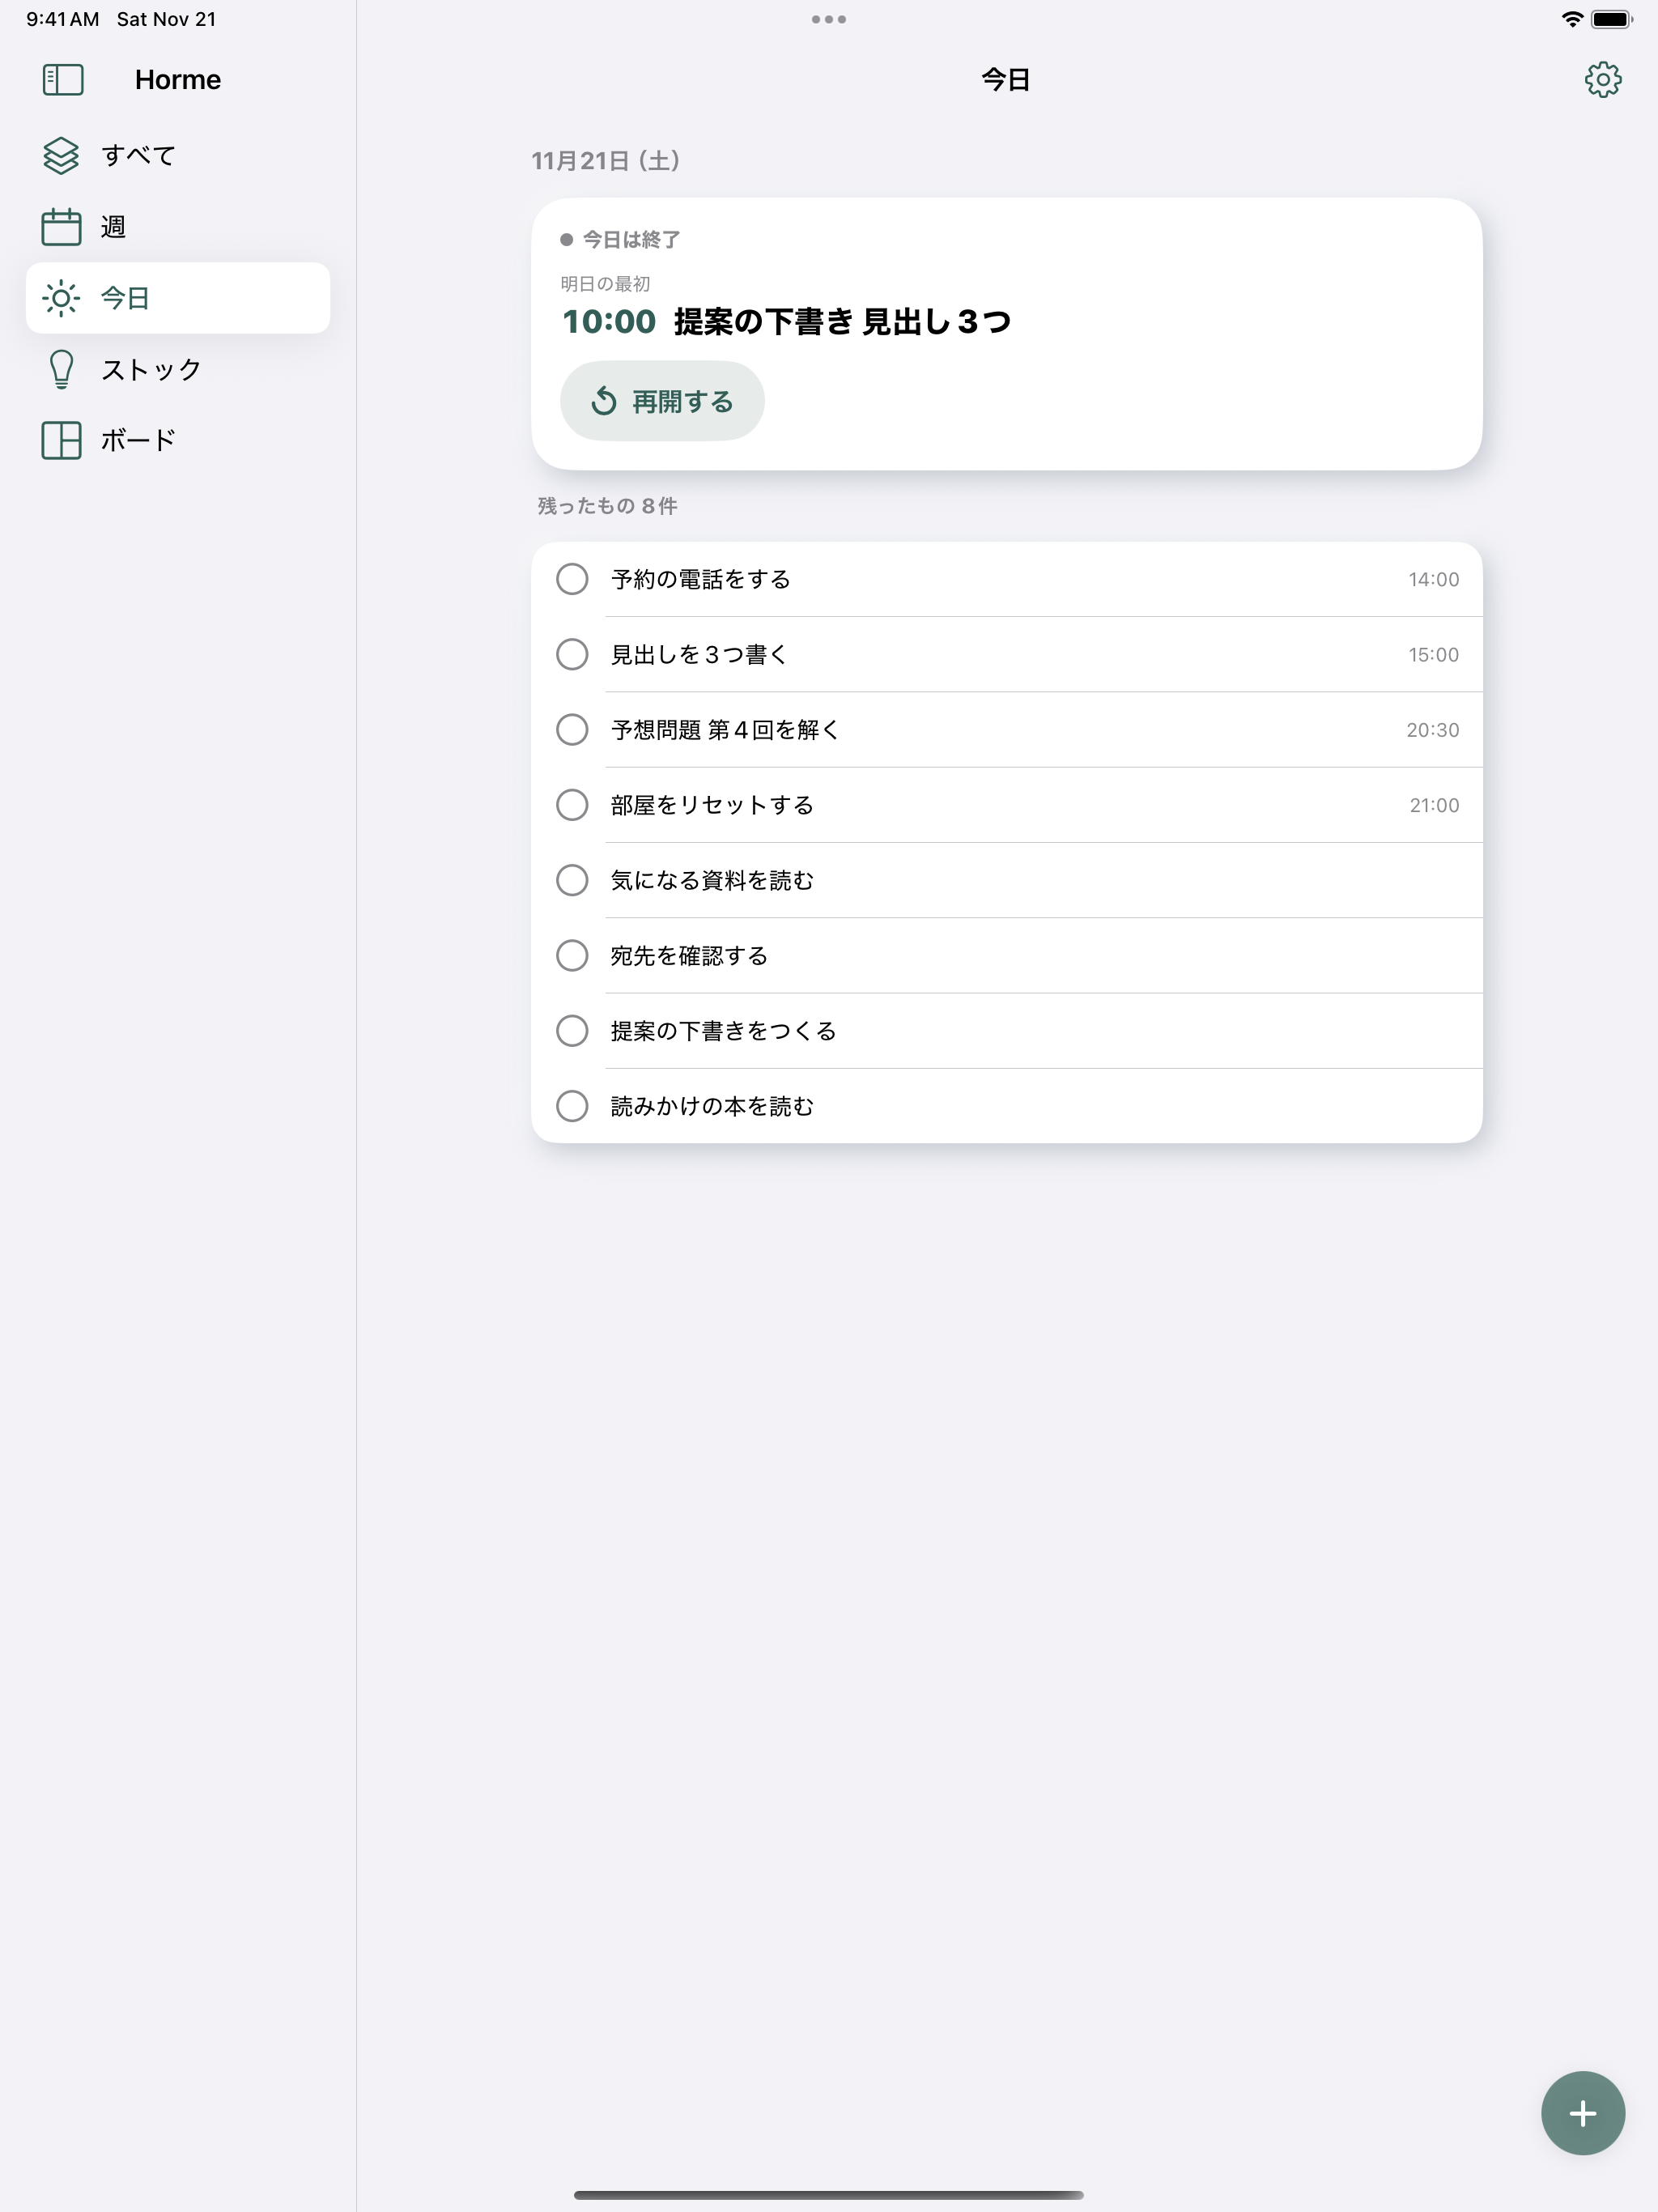 9:41 AM Sat Nov 21
Horme
すべて
週
今日
ストック
ボード
今日
11月21日（土）
今日は終了
明日の最初
10:00 提案の下書き 見出し3つ
再開する
残ったもの 8件
予約の電話をする 14:00
見出しを3つ書く 15:00
予想問題 第4回を解く 20:30
部屋をリセットする 21:00
気になる資料を読む
宛先を確認する
提案の下書きをつくる
読みかけの本を読む